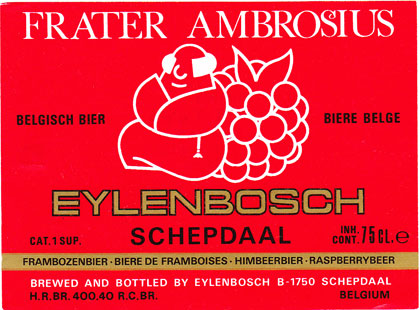 FRATER AMBROSIUS
BELGISCH BIER
BIERE BELGE
EYLENBOSCH
CAT. 1 SUP.
SCHEPDAAL
INH.
CONT. 75 CL. ℮
FRAMBOZENBIER · BIERE DE FRAMBOISES · HIMBEERBIER · RASPBERRYBEER
BREWED AND BOTTLED BY EYLENBOSCH B-1750 SCHEPDAAL
H.R.BR. 400.40 R.C.BR.
BELGIUM